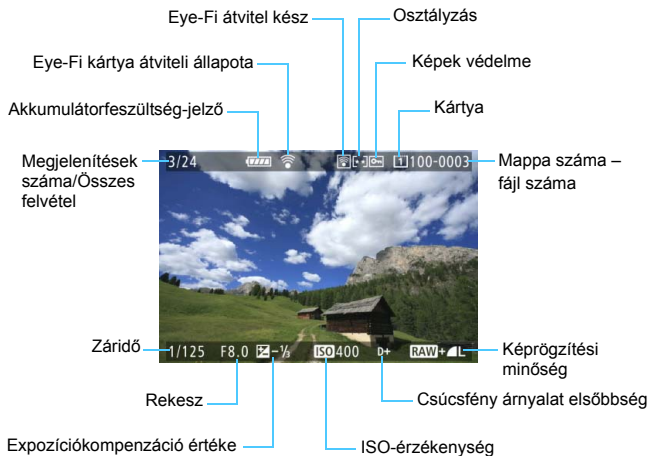 Eye-Fi átvitel kész
Osztályzás
Eye-Fi kártya átviteli állapota
Képek védelme
Akkumulátorfeszültség-jelző
Kártya
Megjelenítések
száma/Összes
felvétel
3/24
1 100-0003
Mappa száma –
fájl száma
Záridő
1/125 F8.0 -⅓ ISO 400 D+ RAW+L
Képrögzítési
minőség
Rekesz
Csúcsfény árnyalat elsőbbség
Expozíciókompenzáció értéke
ISO-érzékenység